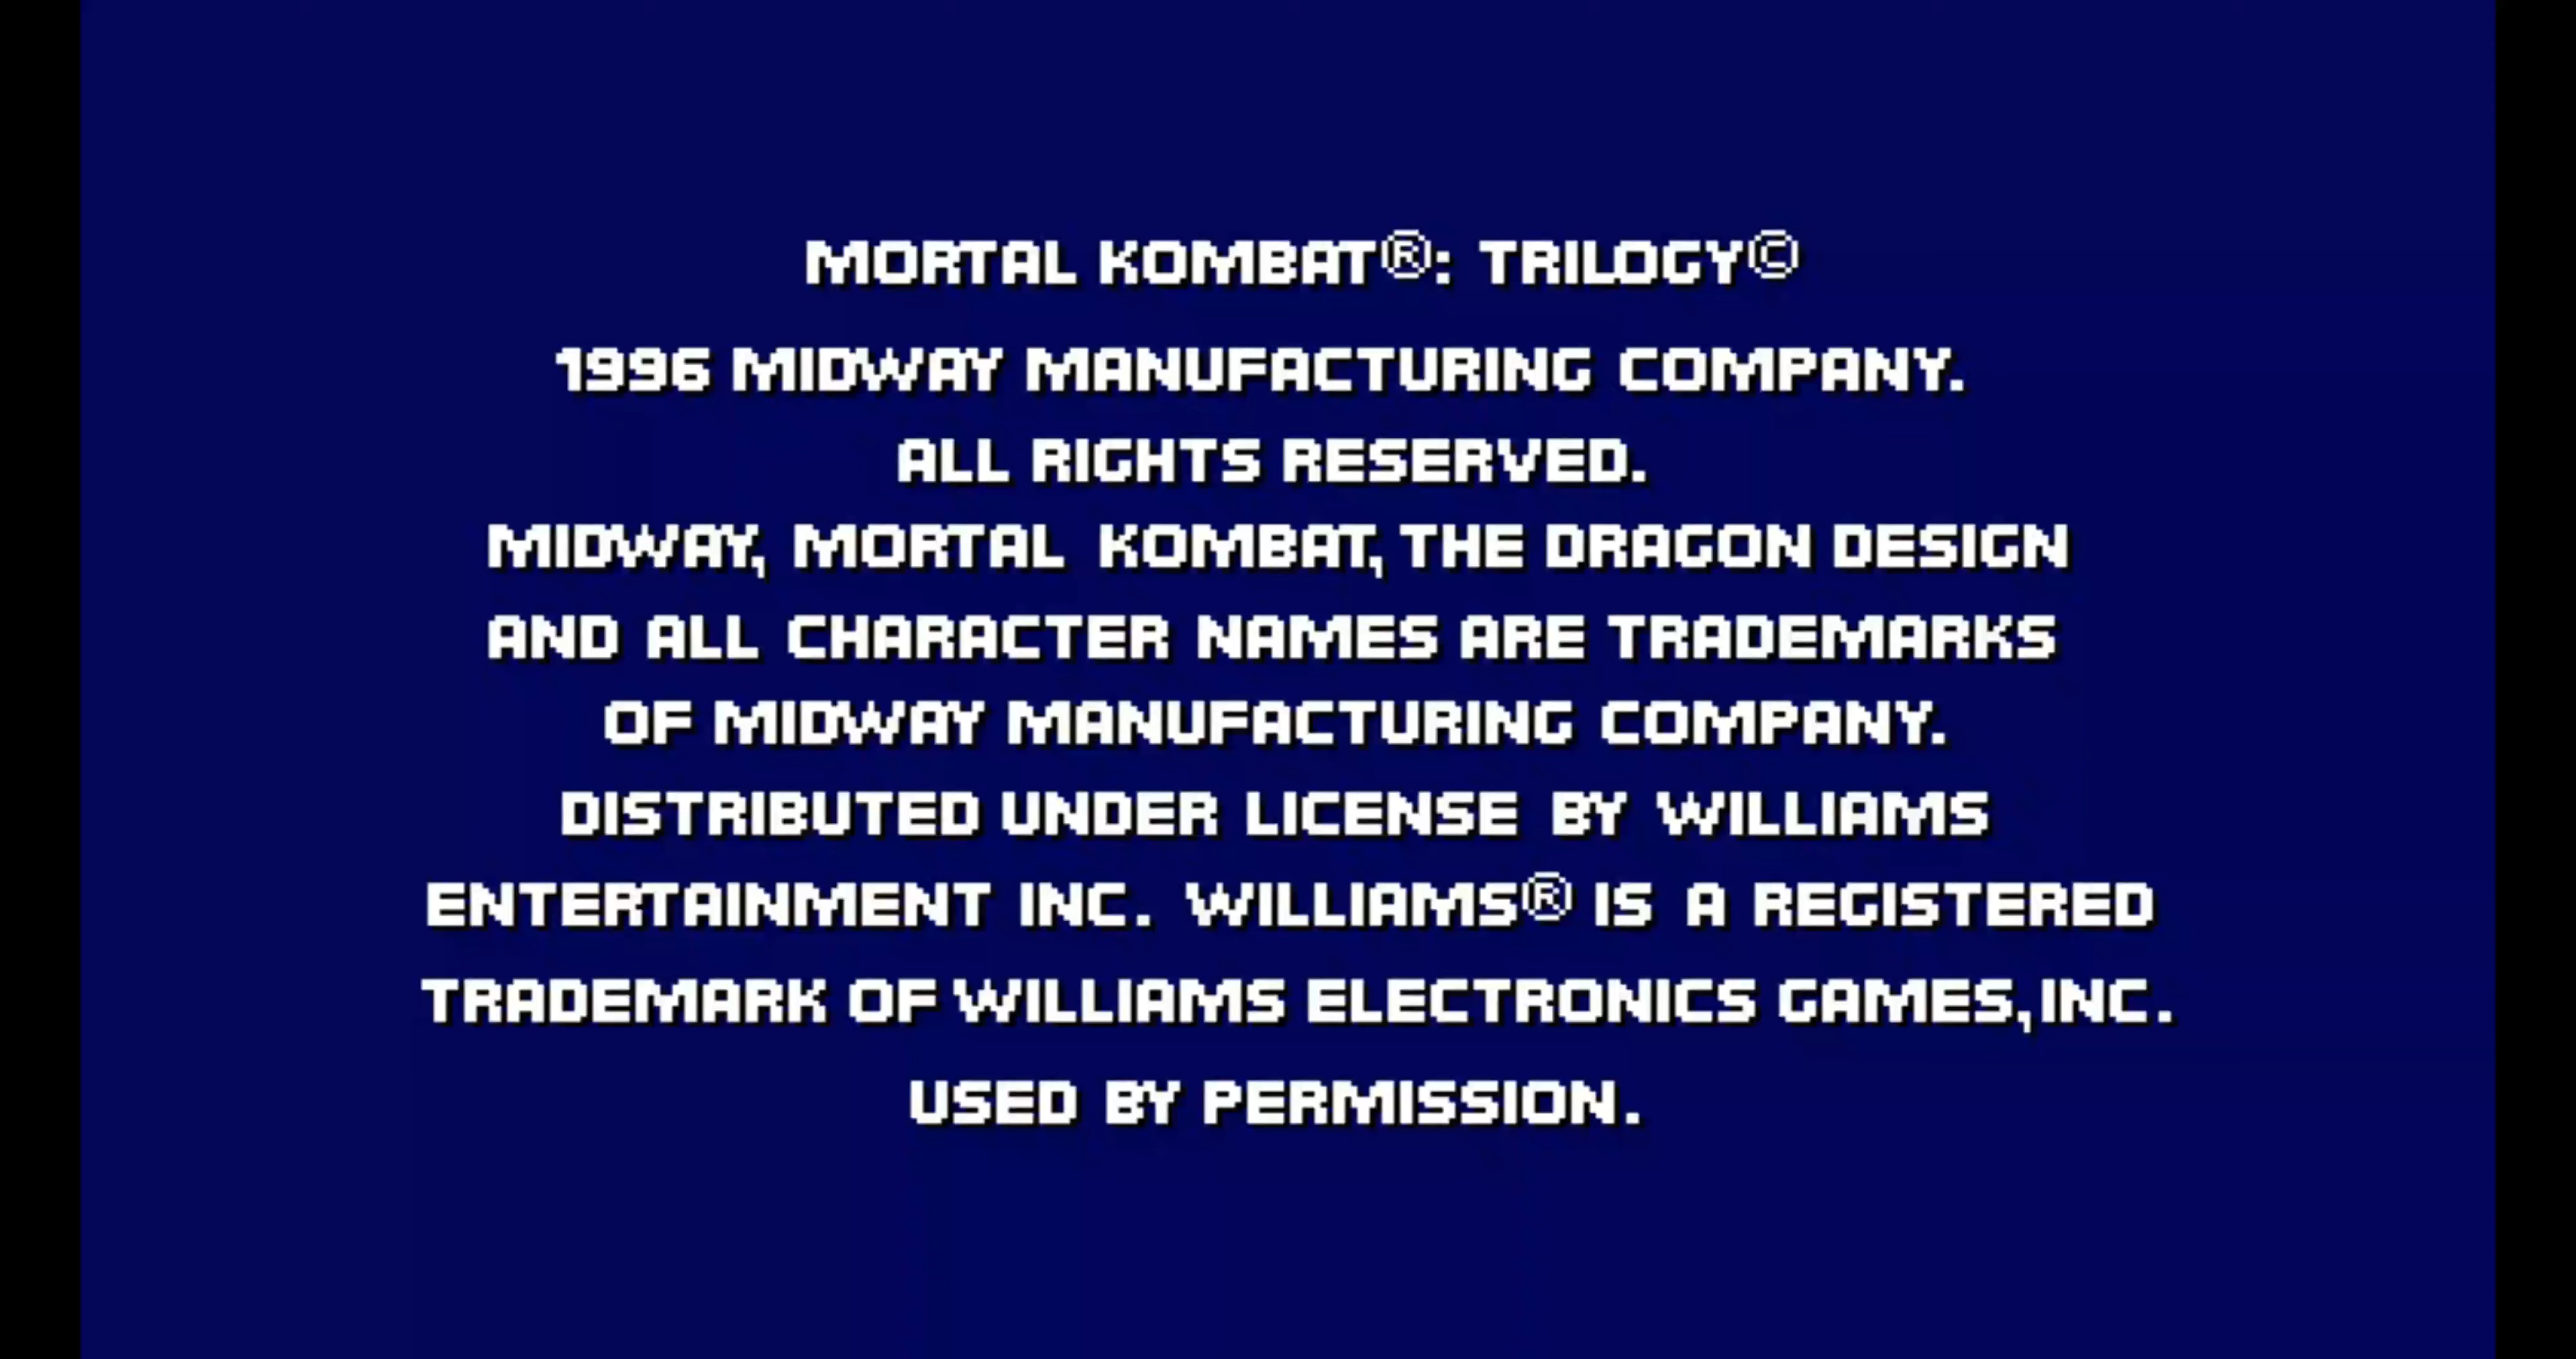 MORTAL KOMBAT®: TRILOGY©
1996 MIDWAY MANUFACTURING COMPANY.
ALL RIGHTS RESERVED.
MIDWAY, MORTAL KOMBAT, THE DRAGON DESIGN
AND ALL CHARACTER NAMES ARE TRADEMARKS
OF MIDWAY MANUFACTURING COMPANY.
DISTRIBUTED UNDER LICENSE BY WILLIAMS
ENTERTAINMENT INC. WILLIAMS® IS A REGISTERED
TRADEMARK OF WILLIAMS ELECTRONICS GAMES,INC.
USED BY PERMISSION.